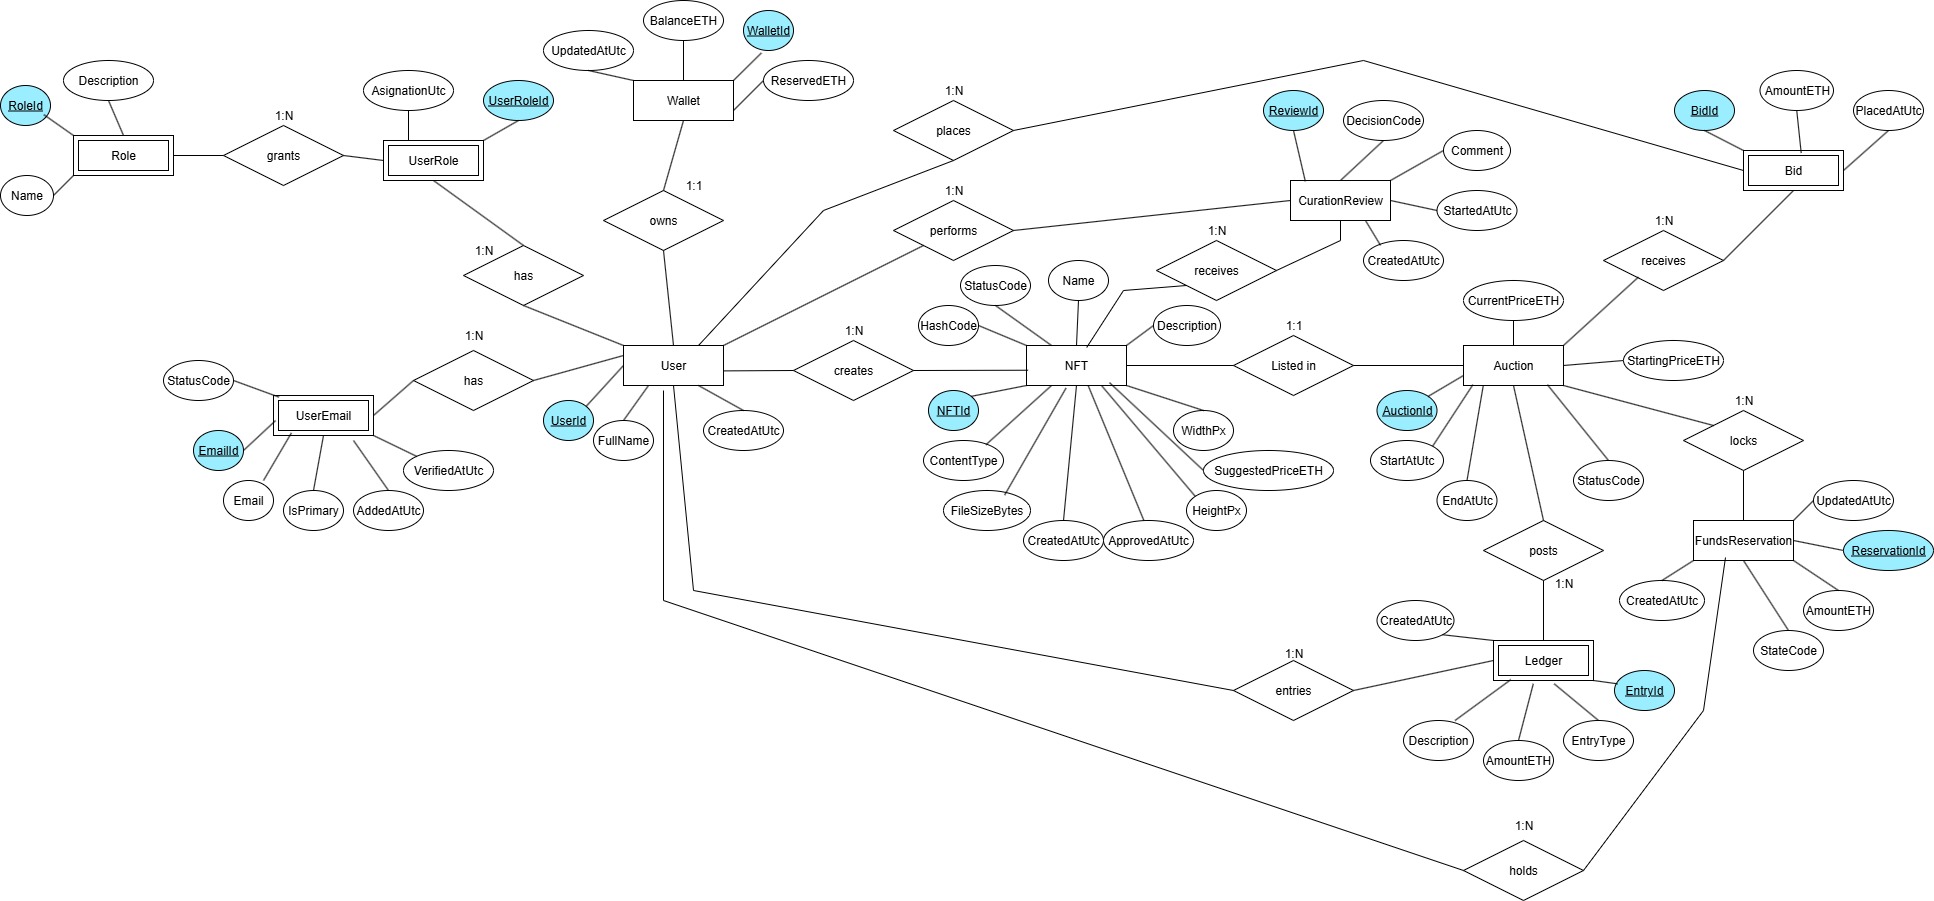 BalanceETH
WalletId
UpdatedAtUtc
ReservedETH
Wallet
Description
RoleId
Role
Name
1:N
grants
AsignationUtc
UserRoleId
UserRole
1:1
owns
1:N
places
1:N
performs
ReviewId
DecisionCode
Comment
CurationReview
StartedAtUtc
CreatedAtUtc
1:N
receives
BidId
AmountETH
PlacedAtUtc
Bid
1:N
receives
1:N
has
1:N
has
StatusCode
UserEmail
EmailId
Email
IsPrimary
AddedAtUtc
VerifiedAtUtc
User
UserId
FullName
CreatedAtUtc
1:N
creates
StatusCode
Name
HashCode
Description
NFT
NFTId
ContentType
FileSizeBytes
CreatedAtUtc
ApprovedAtUtc
HeightPx
SuggestedPriceETH
WidthPx
1:1
Listed in
CurrentPriceETH
StartingPriceETH
Auction
AuctionId
StartAtUtc
EndAtUtc
StatusCode
1:N
locks
UpdatedAtUtc
FundsReservation
ReservationId
CreatedAtUtc
AmountETH
StateCode
posts
1:N
CreatedAtUtc
Ledger
EntryId
Description
AmountETH
EntryType
1:N
entries
1:N
holds